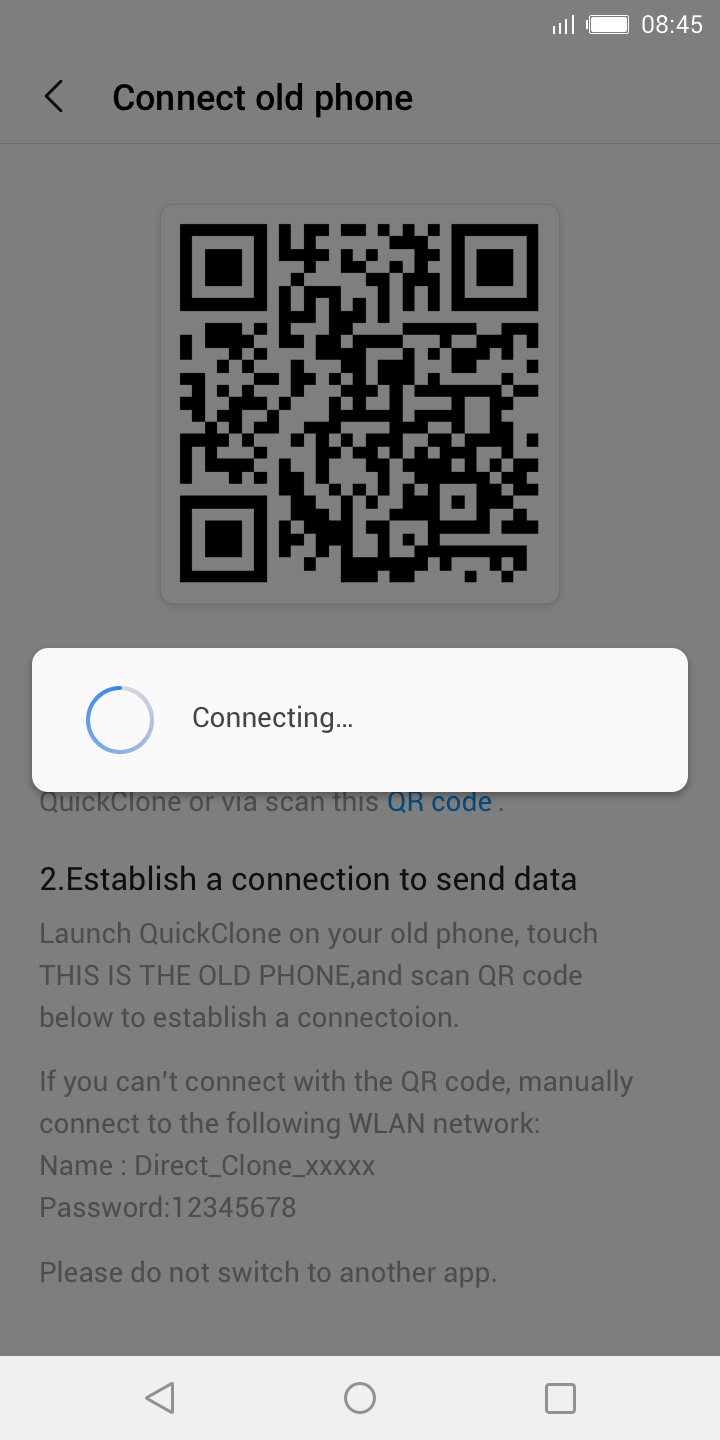 08:45
Connect old phone
Connecting...
QuickClone or via scan this QR code .
2.Establish a connection to send data
Launch QuickClone on your old phone, touch
THIS IS THE OLD PHONE,and scan QR code
below to establish a connectoion.
If you can't connect with the QR code, manually
connect to the following WLAN network:
Name : Direct_Clone_xxxxx
Password:12345678
Please do not switch to another app.